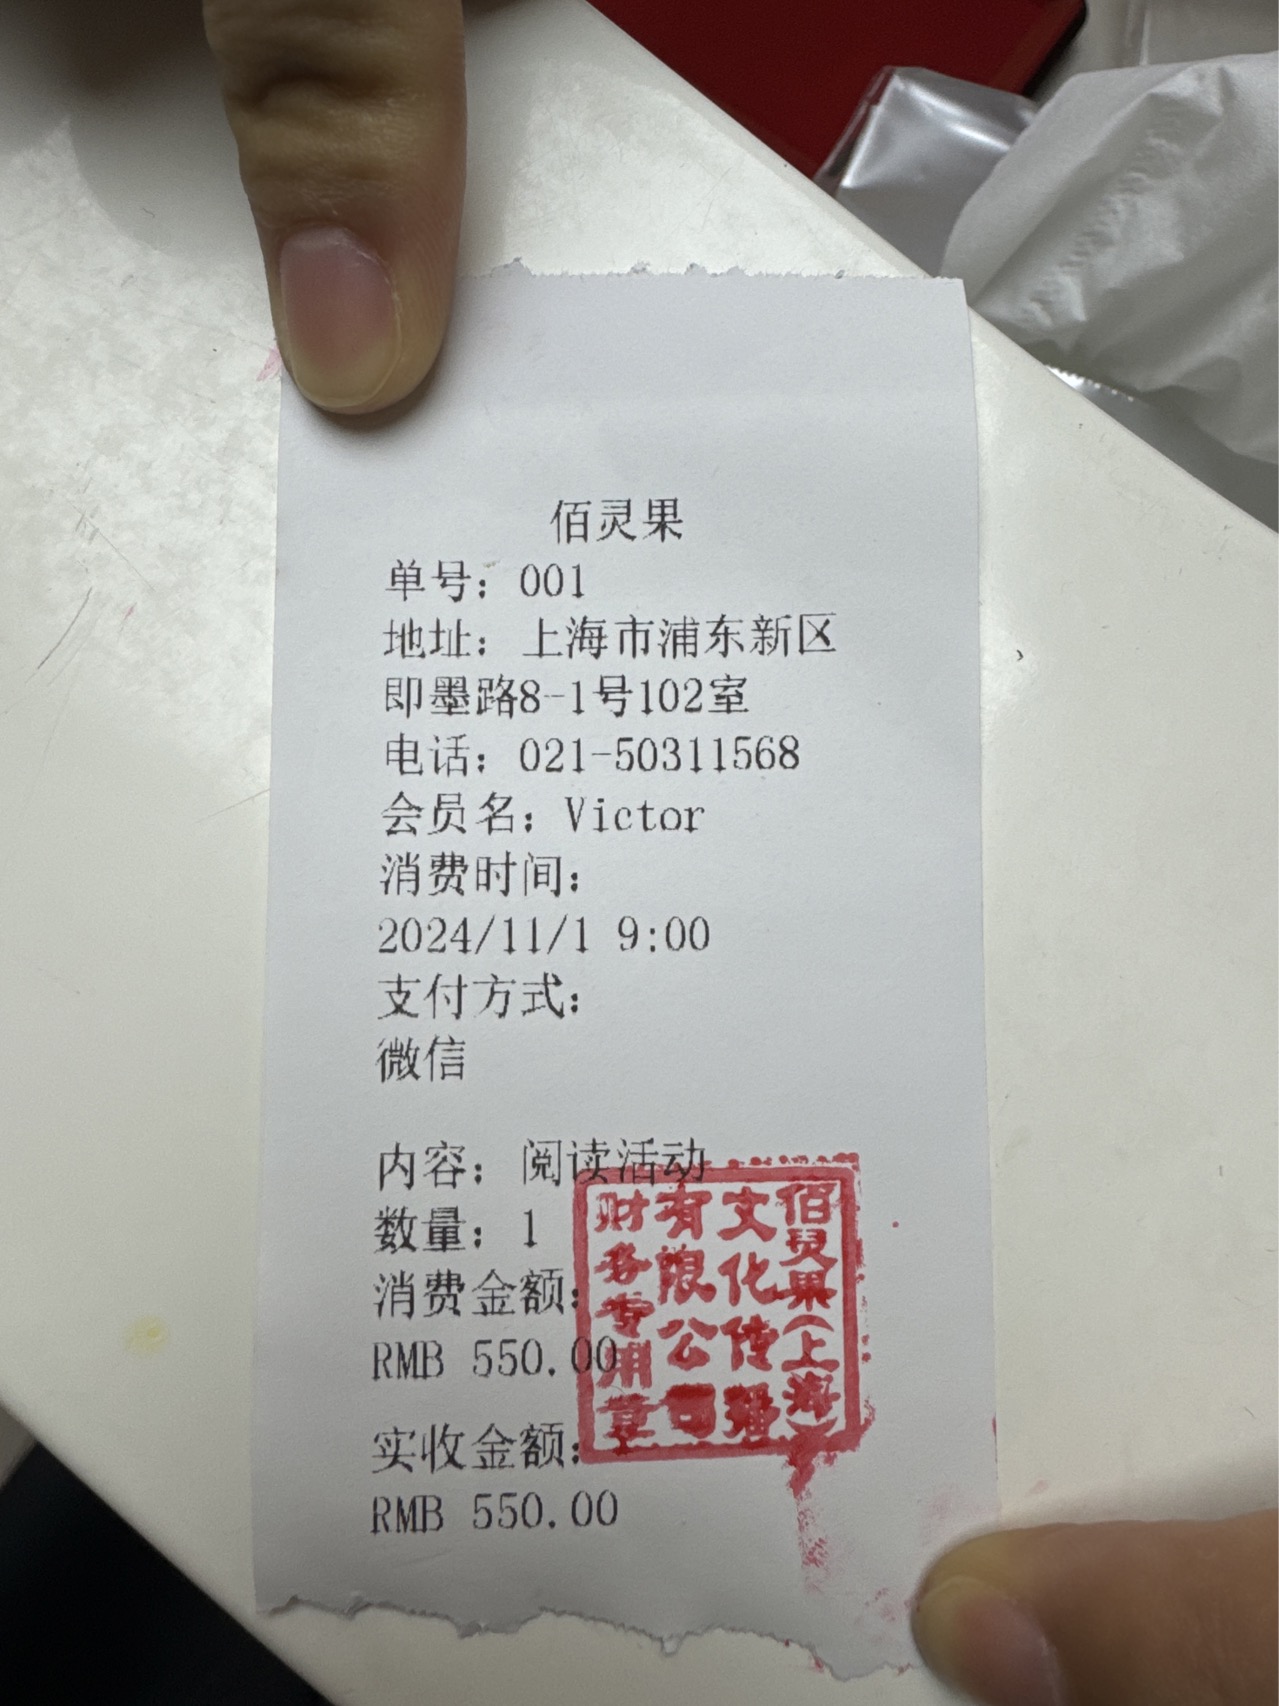 佰灵果
单号：001
地址：上海市浦东新区
即墨路8-1号102室
电话：021-50311568
会员名：Victor
消费时间：
2024/11/1 9:00
支付方式：
微信
内容：阅读活动
数量：1
消费金额：
RMB 550.00
实收金额：
RMB 550.00
佰灵果(上海)
文化传播
有限公司
财务专用章